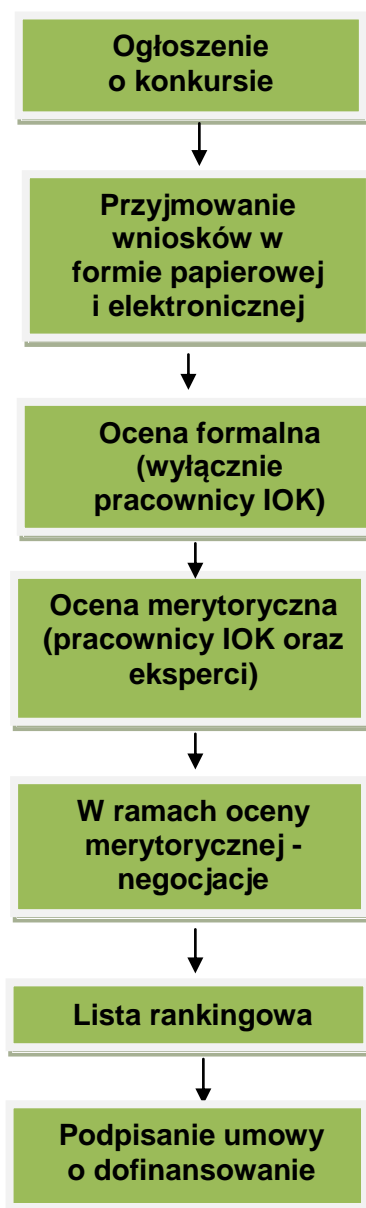 Ogłoszenie
o konkursie
Przyjmowanie
wniosków w
formie papierowej
i elektronicznej
Ocena formalna
(wyłącznie
pracownicy IOK)
Ocena merytoryczna
(pracownicy IOK oraz
eksperci)
W ramach oceny
merytorycznej -
negocjacje
Lista rankingowa
Podpisanie umowy
o dofinansowanie